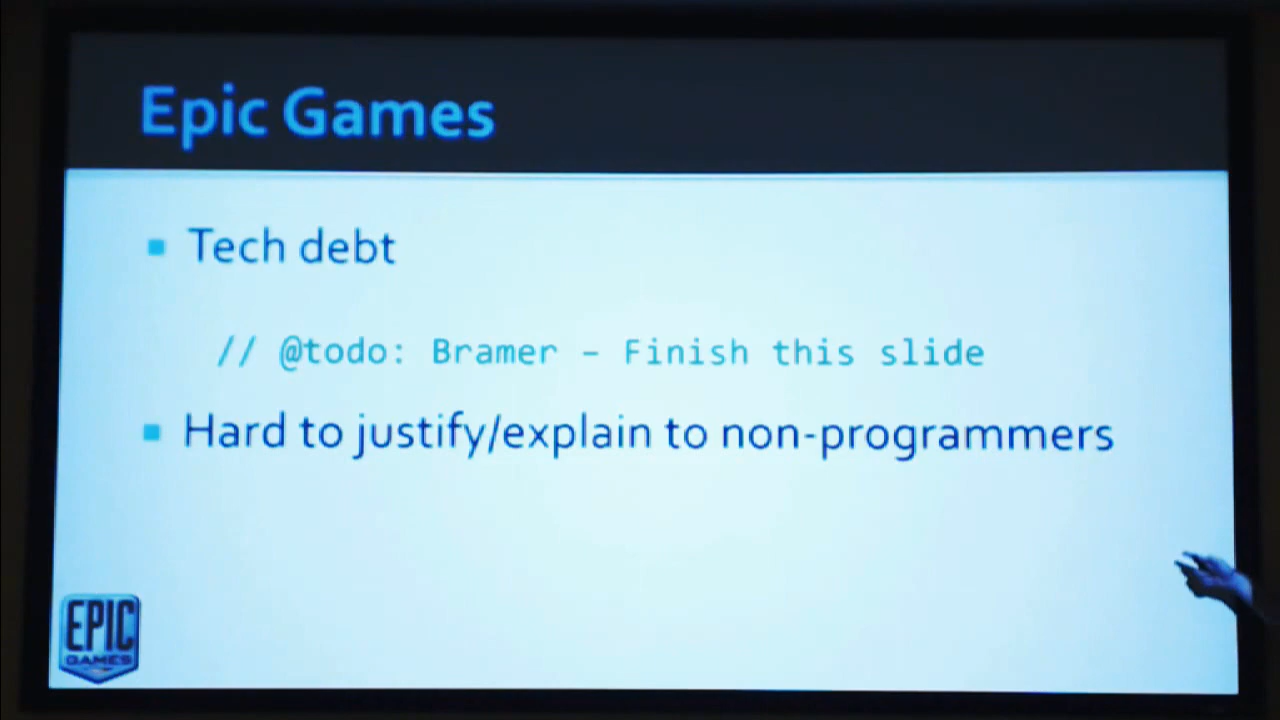 Epic Games
Tech debt
// @todo: Bramer – Finish this slide
Hard to justify/explain to non-programmers
EPIC
GAMES